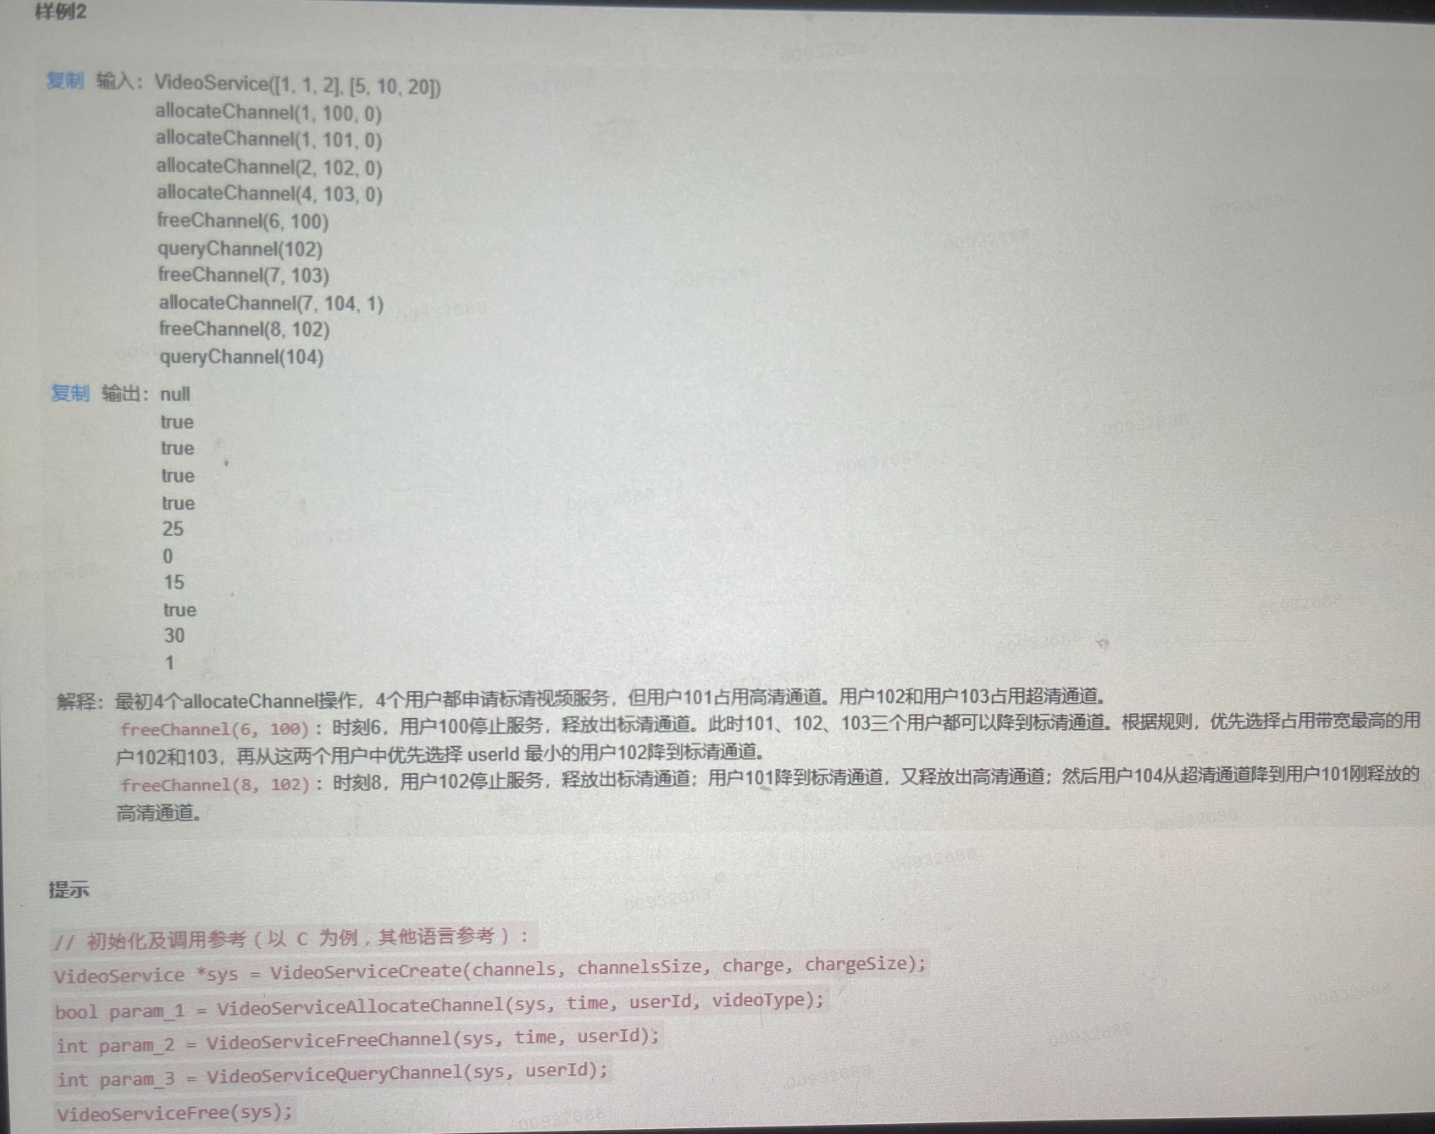 样例2
复制 输入：VideoService([1, 1, 2], [5, 10, 20])
allocateChannel(1, 100, 0)
allocateChannel(1, 101, 0)
allocateChannel(2, 102, 0)
allocateChannel(4, 103, 0)
freeChannel(6, 100)
queryChannel(102)
freeChannel(7, 103)
allocateChannel(7, 104, 1)
freeChannel(8, 102)
queryChannel(104)
复制 输出：null
true
true
true
true
25
0
15
true
30
1
解释：最初4个allocateChannel操作，4个用户都申请标清视频服务，但用户101占用高清通道。用户102和用户103占用超清通道。
freeChannel(6, 100)：时刻6，用户100停止服务，释放出标清通道。此时101、102、103三个用户都可以降到标清通道。根据规则，优先选择占用带宽最高的用
户102和103，再从这两个用户中优先选择 userId 最小的用户102降到标清通道。
freeChannel(8, 102)：时刻8，用户102停止服务，释放出标清通道；用户101降到标清通道，又释放出高清通道；然后用户104从超清通道降到用户101刚释放的
高清通道。
提示
// 初始化及调用参考（以 C 为例，其他语言参考）：
VideoService *sys = VideoServiceCreate(channels, channelsSize, charge, chargeSize);
bool param_1 = VideoServiceAllocateChannel(sys, time, userId, videoType);
int param_2 = VideoServiceFreeChannel(sys, time, userId);
int param_3 = VideoServiceQueryChannel(sys, userId);
VideoServiceFree(sys);